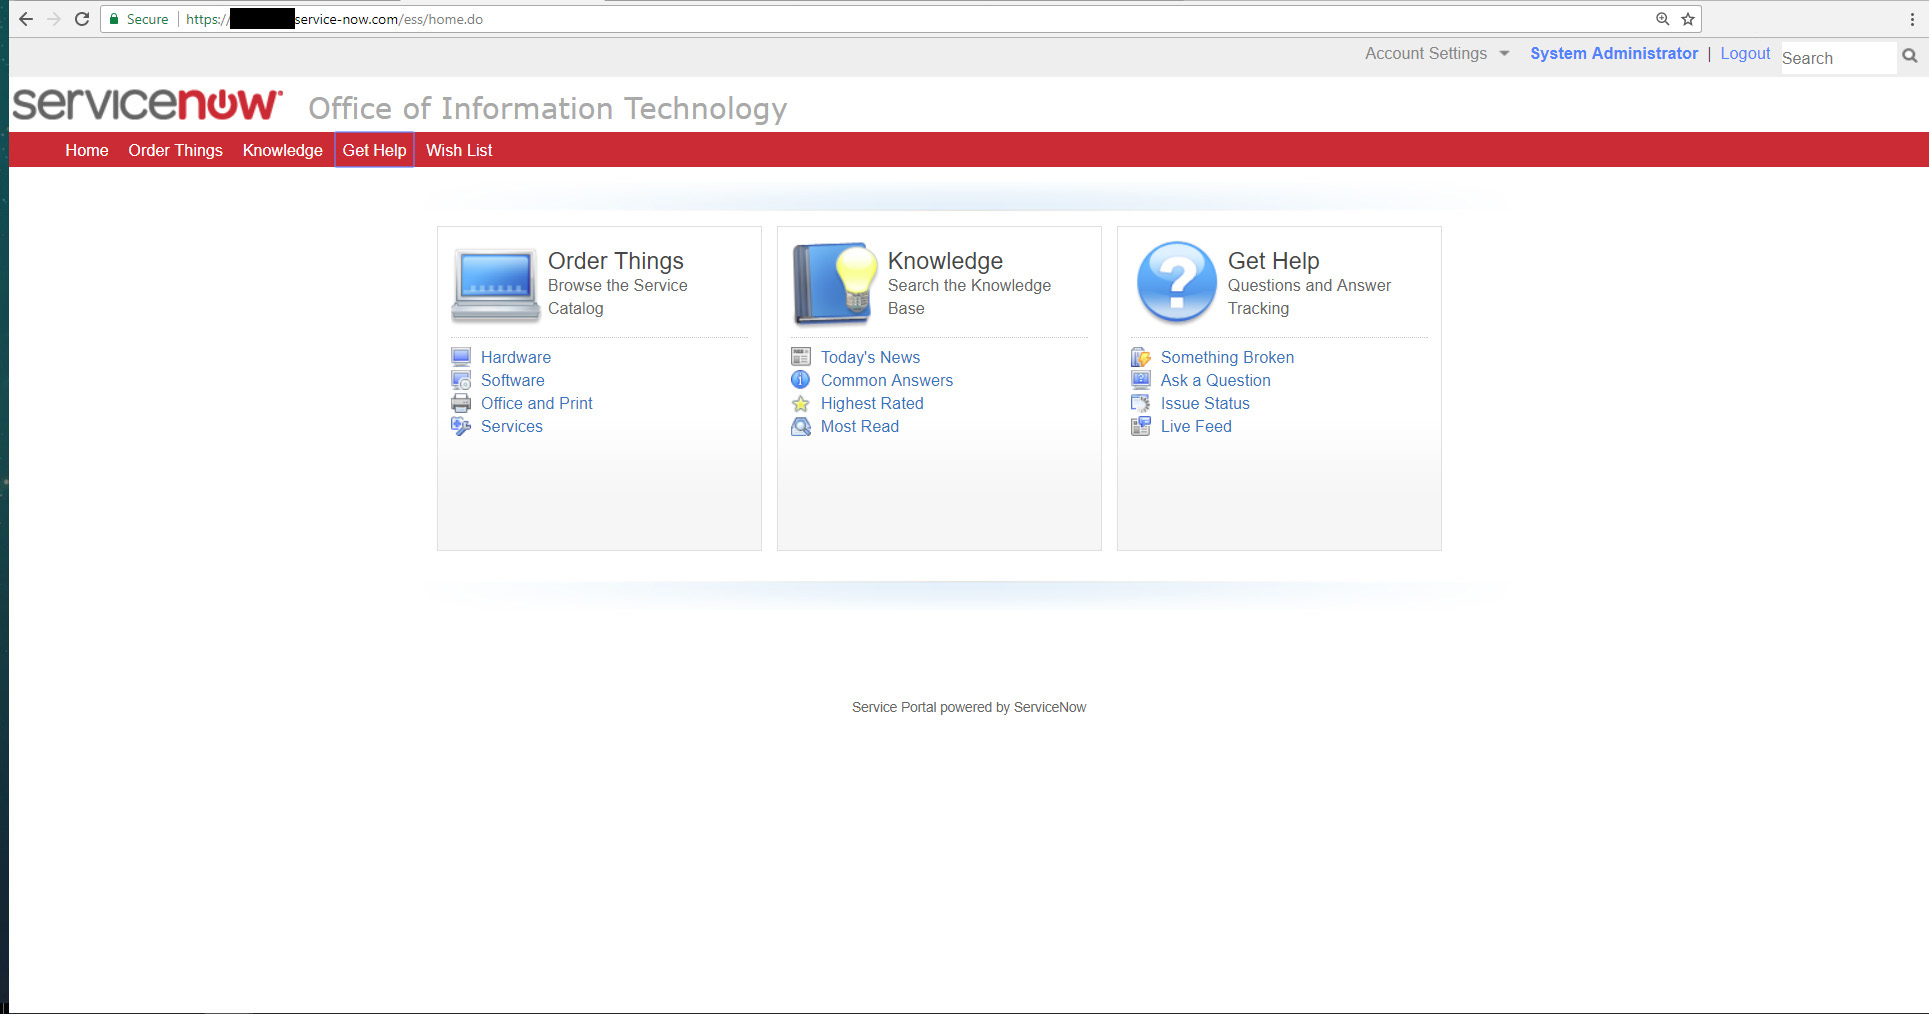 Secure | https:// service-now.com/ess/home.do
Account Settings System Administrator | Logout Search
servicenow Office of Information Technology
Home Order Things Knowledge Get Help Wish List
Order Things
Browse the Service
Catalog
Hardware
Software
Office and Print
Services
Knowledge
Search the Knowledge
Base
Today's News
Common Answers
Highest Rated
Most Read
Get Help
Questions and Answer
Tracking
Something Broken
Ask a Question
Issue Status
Live Feed
Service Portal powered by ServiceNow